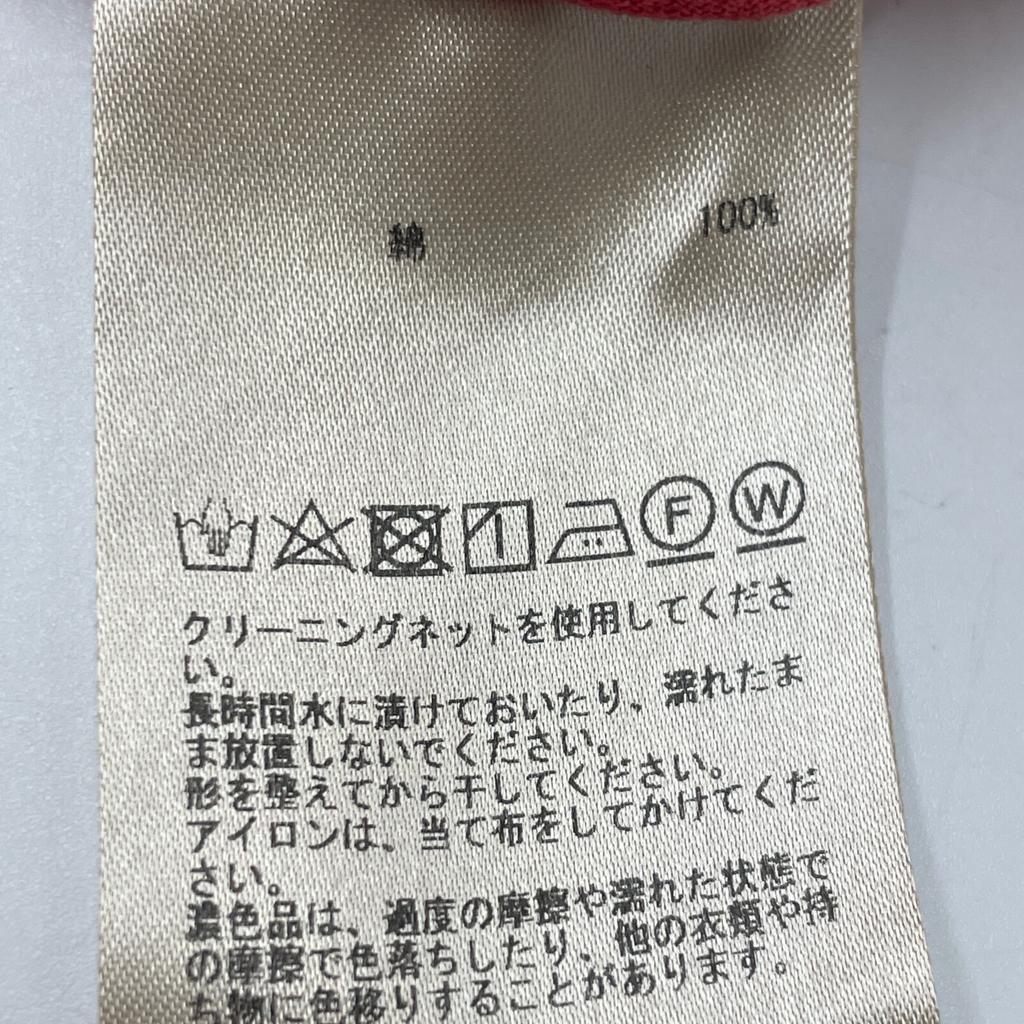 綿 100%
F W
クリーニングネットを使用してくださ
い。
長時間水に漬けておいたり、濡れたま
ま放置しないでください。
形を整えてから干してください。
アイロンは、当て布をしてかけてくだ
さい。
濃色品は、過度の摩擦や濡れた状態で
の摩擦で色落ちしたり、他の衣類や持
ち物に色移りすることがあります。